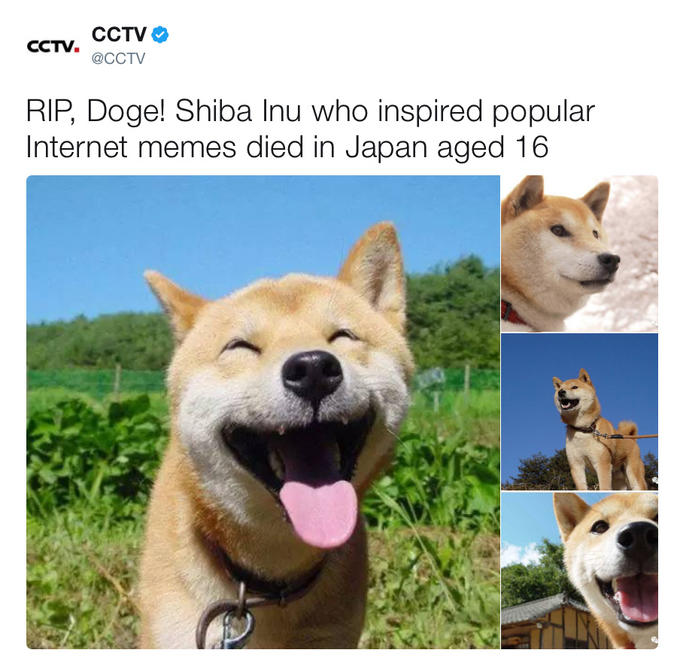 CCTV.
CCTV
@CCTV
RIP, Doge! Shiba Inu who inspired popular
Internet memes died in Japan aged 16